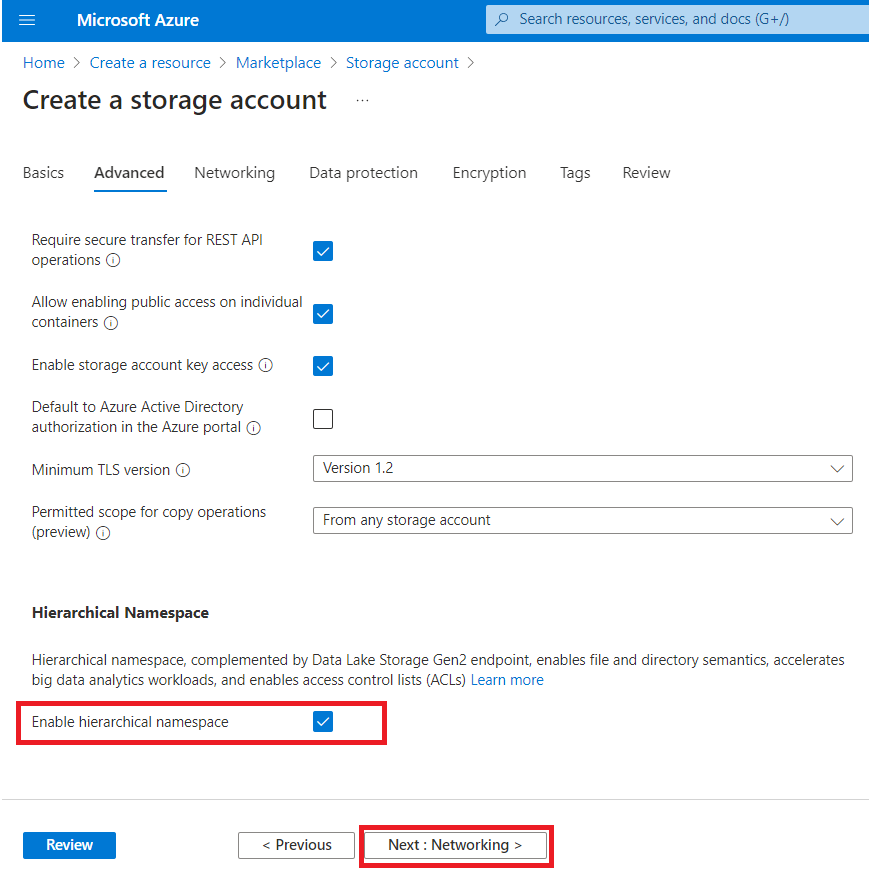 Microsoft Azure
Search resources, services, and docs (G+/)
Home > Create a resource > Marketplace > Storage account >
Create a storage account ...
Basics Advanced Networking Data protection Encryption Tags Review
Require secure transfer for REST API
operations
Allow enabling public access on individual
containers
Enable storage account key access
Default to Azure Active Directory
authorization in the Azure portal
Minimum TLS version
Version 1.2
Permitted scope for copy operations
(preview)
From any storage account
Hierarchical Namespace
Hierarchical namespace, complemented by Data Lake Storage Gen2 endpoint, enables file and directory semantics, accelerates
big data analytics workloads, and enables access control lists (ACLs) Learn more
Enable hierarchical namespace
Review
< Previous
Next : Networking >